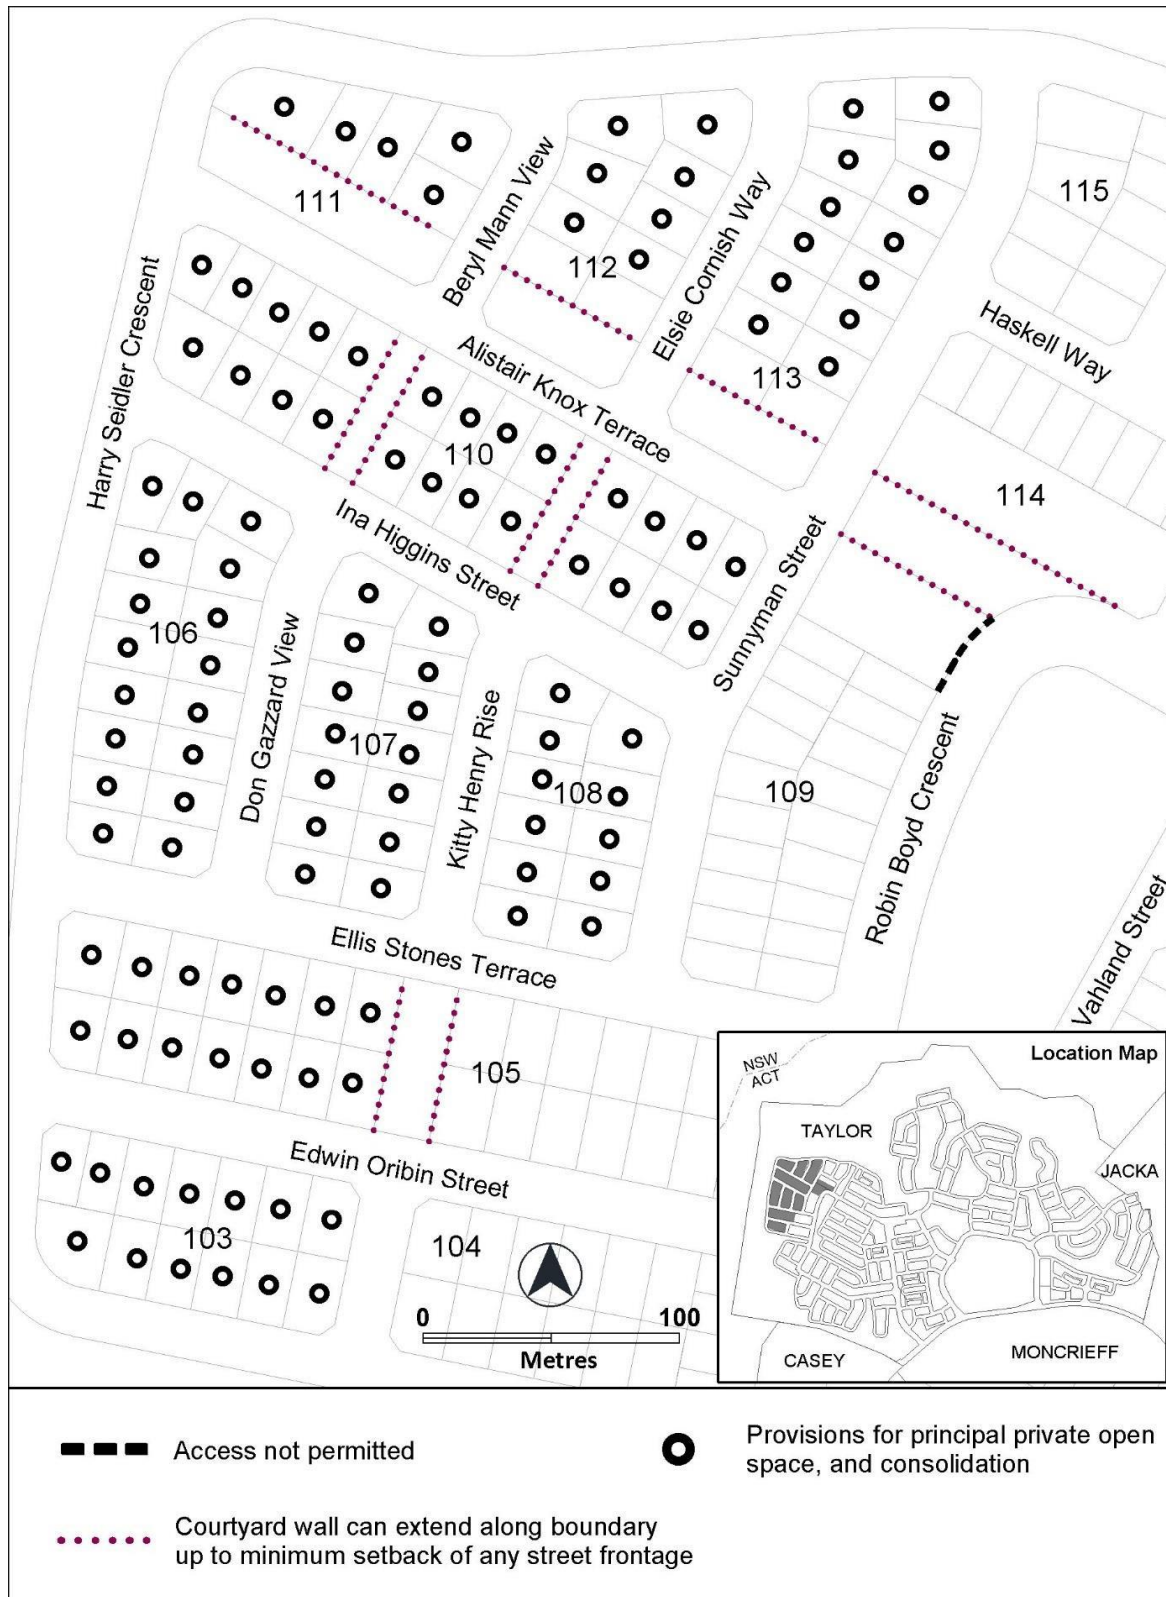 111
112
113
115
Beryl Mann View
Elsie Cornish Way
Harry Seidler Crescent
Alistair Knox Terrace
Haskell Way
110
114
Ina Higgins Street
Sunnyman Street
106
107
108
109
Don Gazzard View
Kitty Henry Rise
Robin Boyd Crescent
Ellis Stones Terrace
Vahland Street
105
Edwin Oribin Street
103
104
0 100
Metres
Location Map
NSW
ACT
TAYLOR
JACKA
CASEY
MONCRIEFF
Access not permitted
Provisions for principal private open
space, and consolidation
Courtyard wall can extend along boundary
up to minimum setback of any street frontage